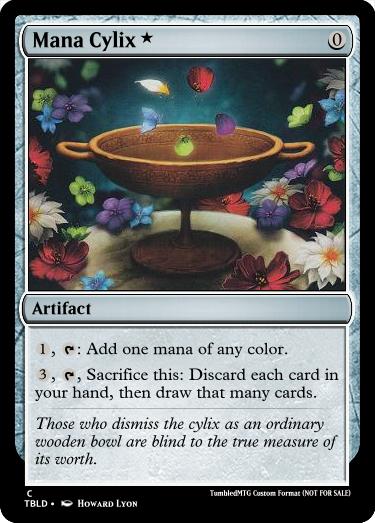 Mana Cylix ★ 0
Artifact
1, T: Add one mana of any color.
3, T, Sacrifice this: Discard each card in
your hand, then draw that many cards.
Those who dismiss the cylix as an ordinary
wooden bowl are blind to the true measure of
its worth.
C
TBLD • Howard Lyon
TumbledMTG Custom Format (NOT FOR SALE)